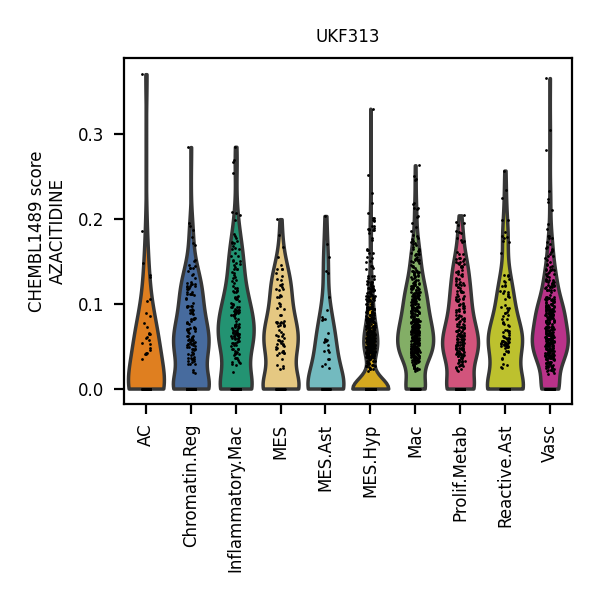 UKF313
CHEMBL1489 score
AZACITIDINE
0.3
0.2
0.1
0.0
AC
Chromatin.Reg
Inflammatory.Mac
MES
MES.Ast
MES.Hyp
Mac
Prolif.Metab
Reactive.Ast
Vasc